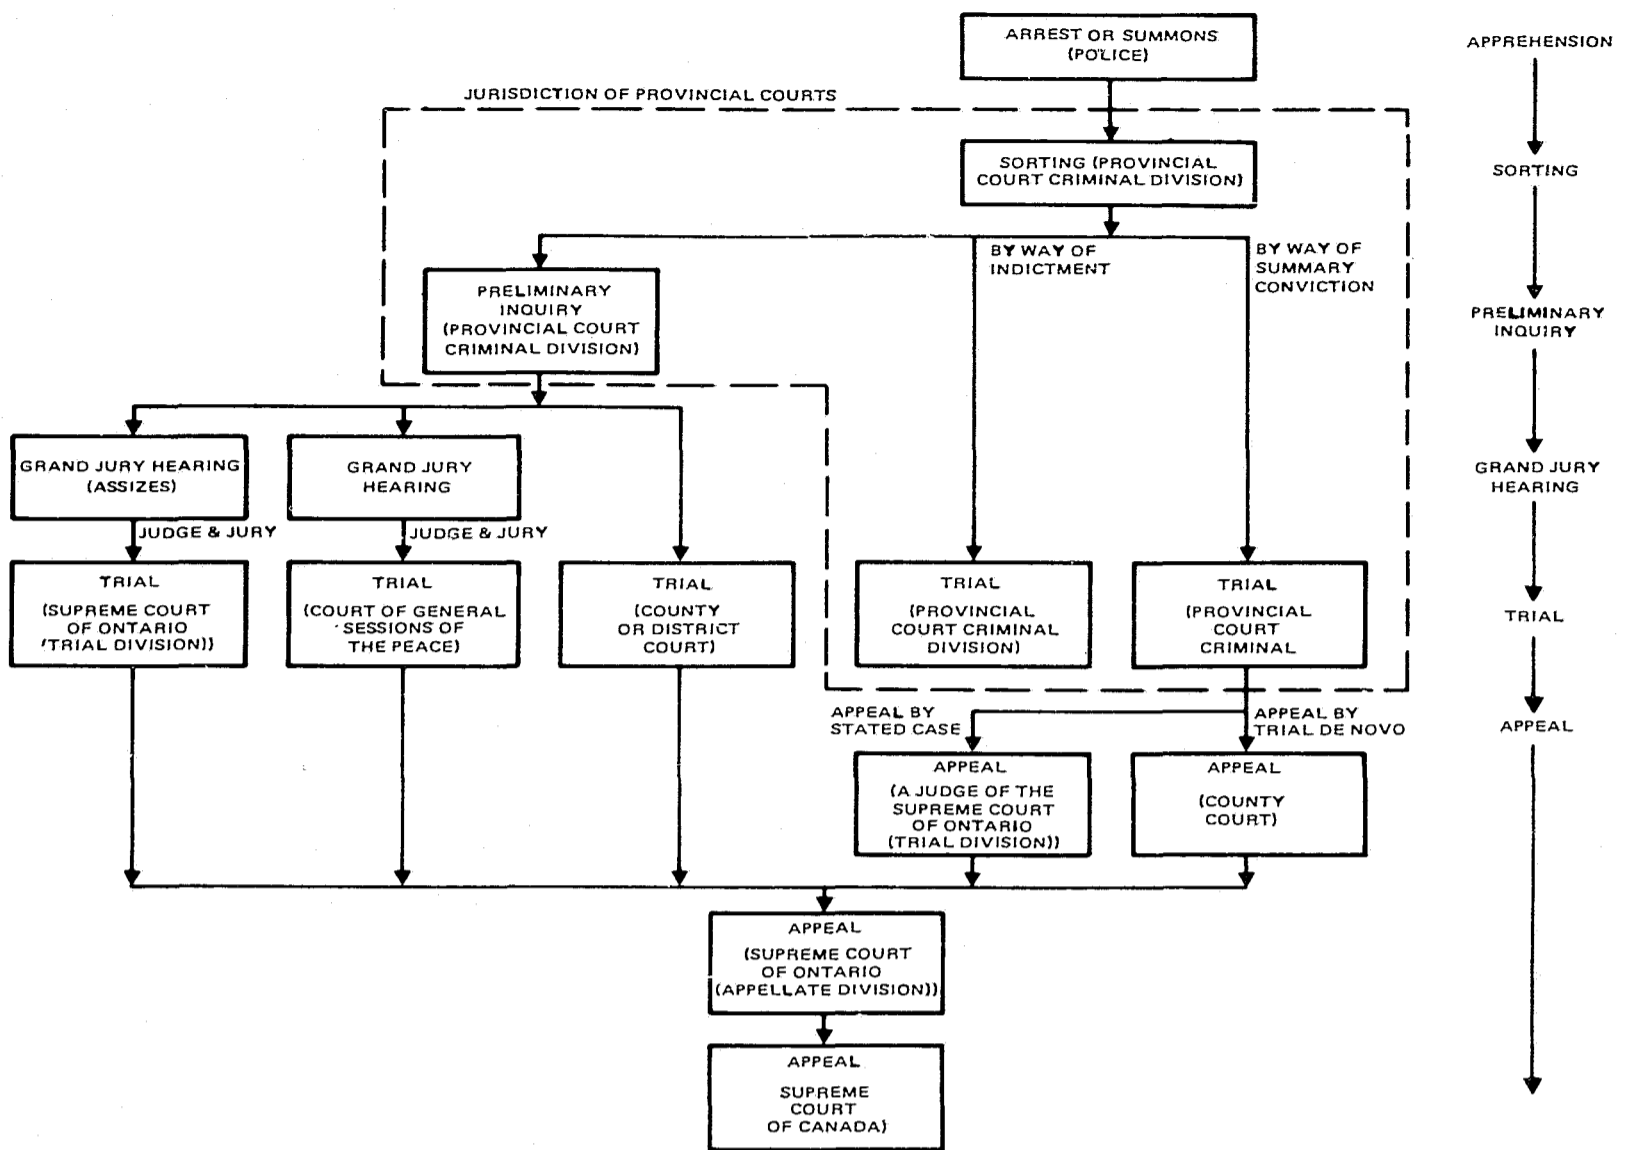 ARREST OR SUMMONS
(POLICE)
APPREHENSION
JURISDICTION OF PROVINCIAL COURTS
SORTING (PROVINCIAL
COURT CRIMINAL DIVISION)
SORTING
BY WAY OF
INDICTMENT
BY WAY OF
SUMMARY
CONVICTION
PRELIMINARY
INQUIRY
(PROVINCIAL COURT
CRIMINAL DIVISION)
PRELIMINARY
INQUIRY
GRAND JURY HEARING
(ASSIZES)
GRAND JURY
HEARING
GRAND JURY
HEARING
JUDGE & JURY
JUDGE & JURY
TRIAL
(SUPREME COURT
OF ONTARIO
(TRIAL DIVISION))
TRIAL
(COURT OF GENERAL
SESSIONS OF
THE PEACE)
TRIAL
(COUNTY
OR DISTRICT
COURT)
TRIAL
(PROVINCIAL
COURT CRIMINAL
DIVISION)
TRIAL
(PROVINCIAL
COURT
CRIMINAL
TRIAL
APPEAL BY
STATED CASE
APPEAL BY
TRIAL DE NOVO
APPEAL
APPEAL
(A JUDGE OF THE
SUPREME COURT
OF ONTARIO
(TRIAL DIVISION))
APPEAL
(COUNTY
COURT)
APPEAL
(SUPREME COURT
OF ONTARIO
(APPELLATE DIVISION))
APPEAL
SUPREME
COURT
OF CANADA)